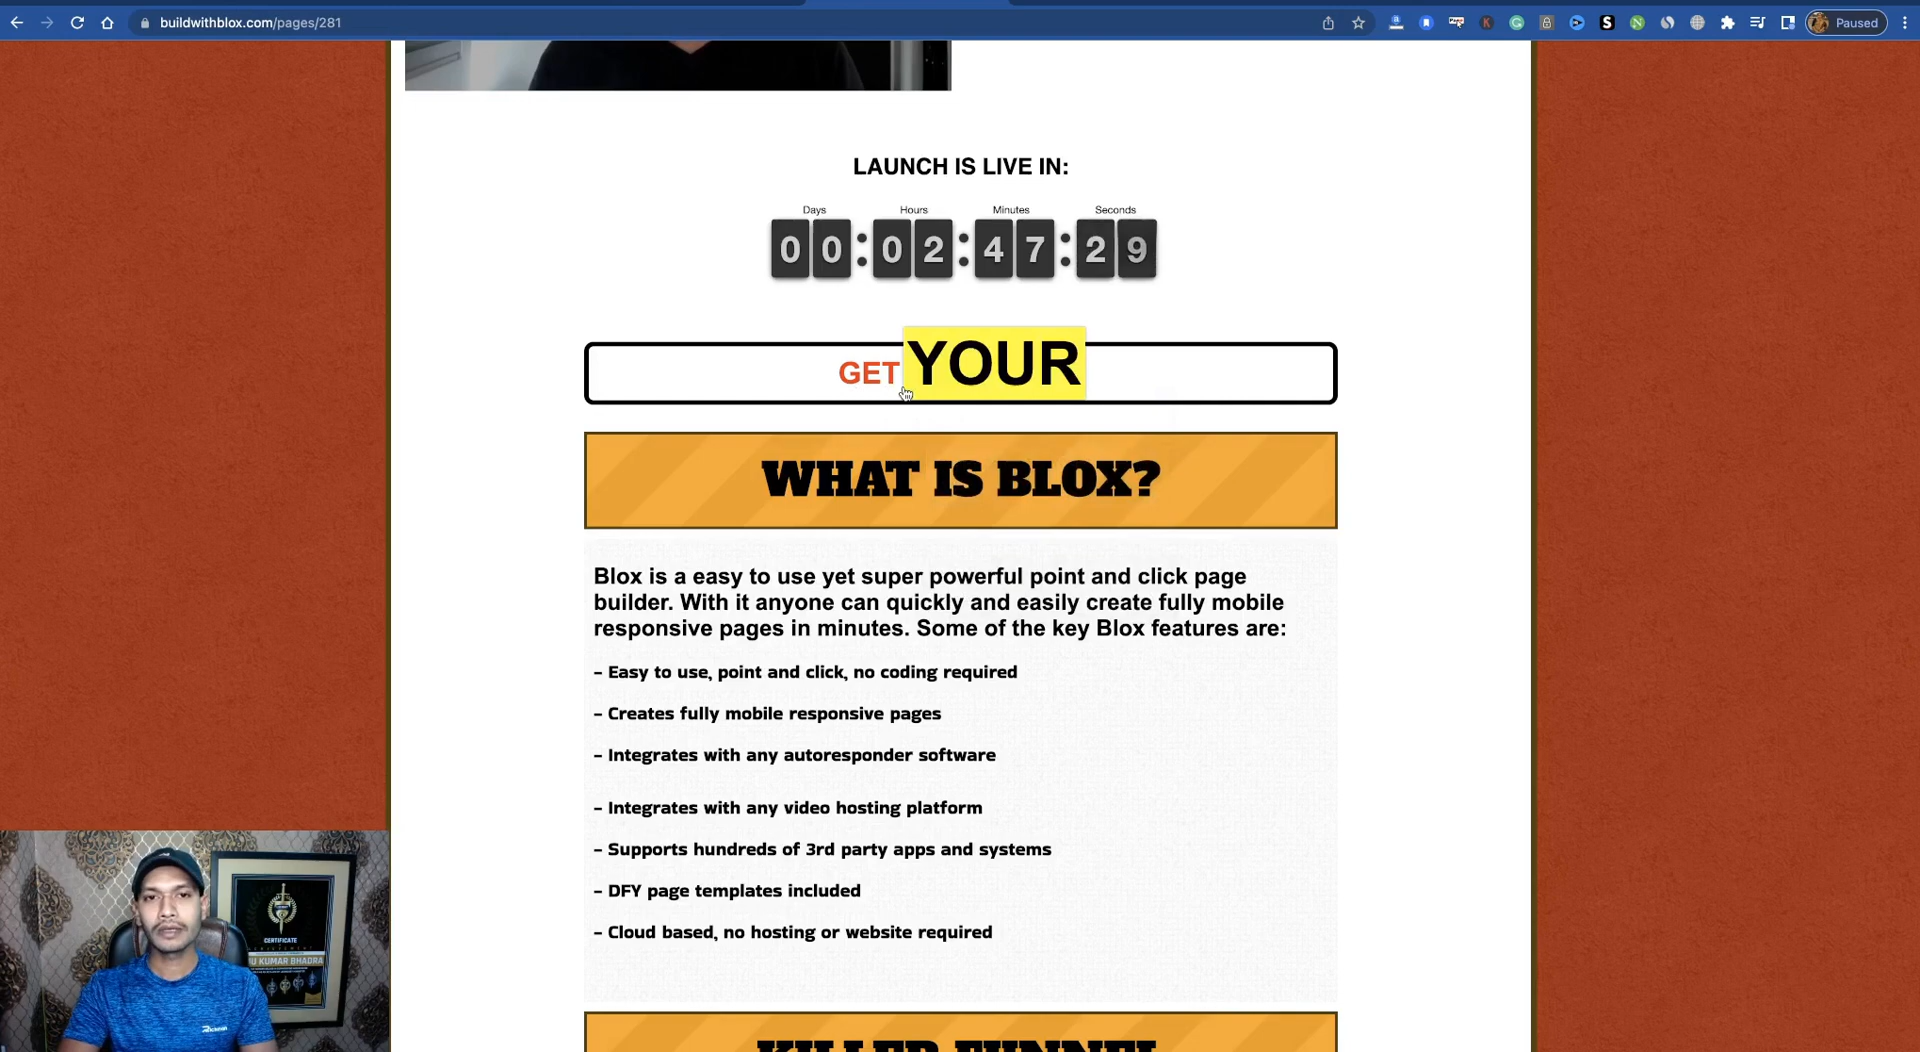 buildwithblox.com/pages/281
Paused
LAUNCH IS LIVE IN:
Days Hours Minutes Seconds
00:02:47:29
GET YOUR
WHAT IS BLOX?
Blox is a easy to use yet super powerful point and click page
builder. With it anyone can quickly and easily create fully mobile
responsive pages in minutes. Some of the key Blox features are:
- Easy to use, point and click, no coding required
- Creates fully mobile responsive pages
- Integrates with any autoresponder software
- Integrates with any video hosting platform
- Supports hundreds of 3rd party apps and systems
- DFY page templates included
- Cloud based, no hosting or website required
CERTIFICATE
U KUMAR BHADRA
KILLER FUNNEL